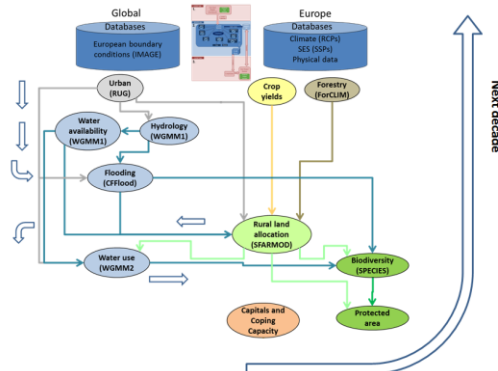 Global
Europe
Databases
European boundary
conditions (IMAGE)
Databases
Climate (RCPs)
SES (SSPs)
Physical data
Urban
(RUG)
Crop
yields
Forestry
(ForCLIM)
Water
availability
(WGMM1)
Hydrology
(WGMM1)
Flooding
(CFFlood)
Rural land
allocation
(SFARMOD)
Water use
(WGMM2
Biodiversity
(SPECIES)
Capitals and
Coping
Capacity
Protected
area
Next decade